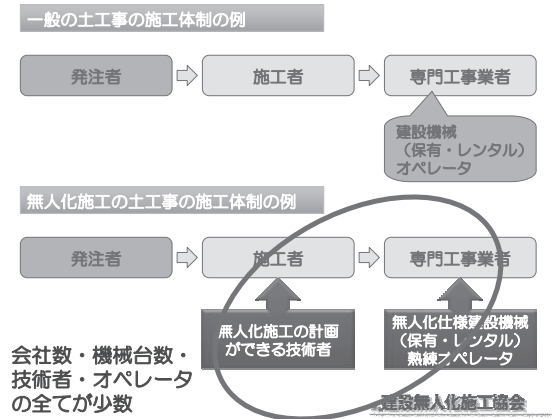 一般の土工事の施工体制の例
発注者
施工者
専門工事業者
建設機械
（保有・レンタル）
オペレータ
無人化施工の土工事の施工体制の例
発注者
施工者
専門工事業者
無人化施工の計画
ができる技術者
無人化仕様建設機械
（保有・レンタル）
熟練オペレータ
会社数・機械台数・
技術者・オペレータ
の全てが少数
建設無人化施工協会